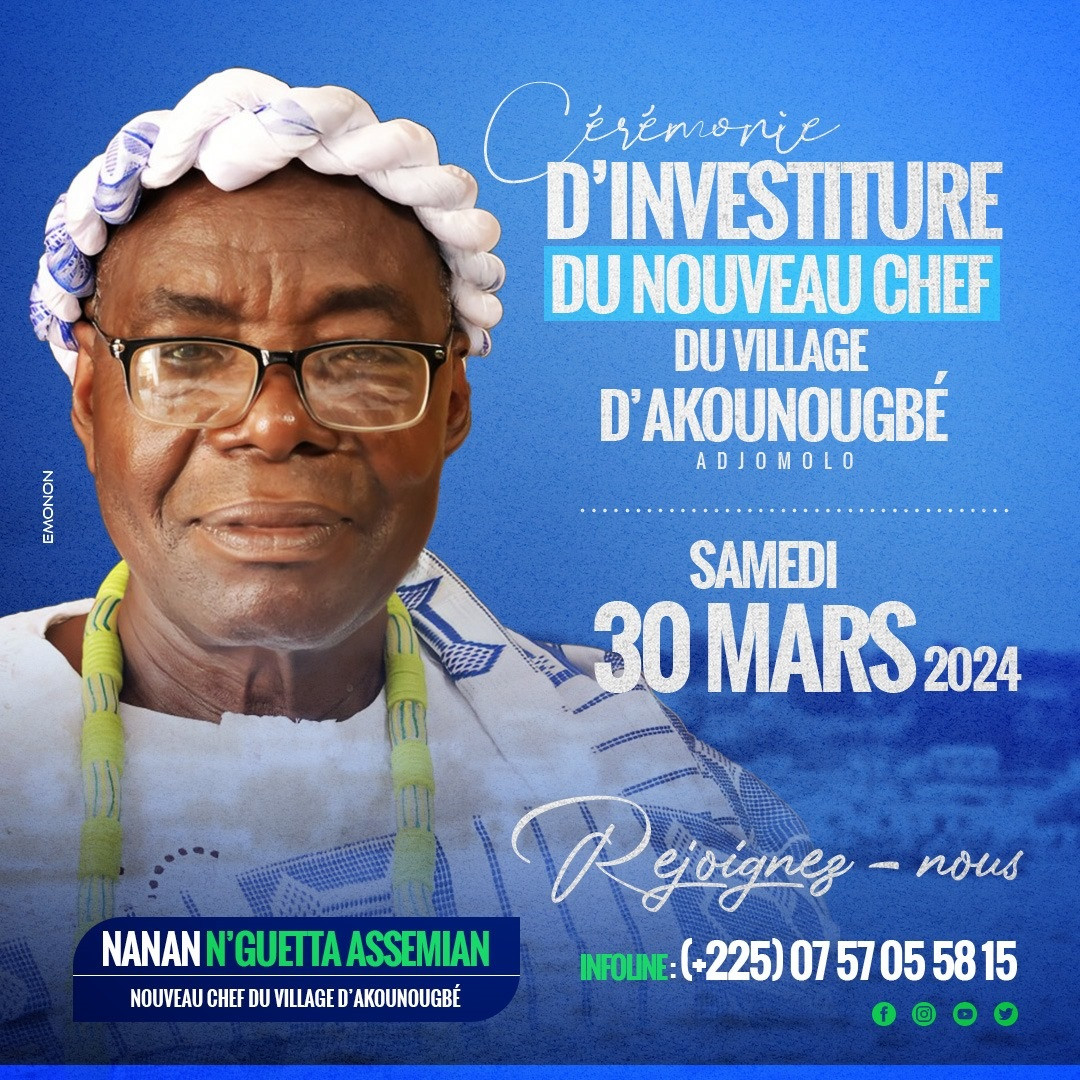 Cérémonie
D'INVESTITURE
DU NOUVEAU CHEF
DU VILLAGE
D'AKOUNOUGBÉ
ADJOMOLO
SAMEDI
30 MARS 2024
Rejoignez - nous
EMONON
NANAN N'GUETTA ASSEMIAN
NOUVEAU CHEF DU VILLAGE D'AKOUNOUGBÉ
INFOLINE : (+225) 07 57 05 58 15